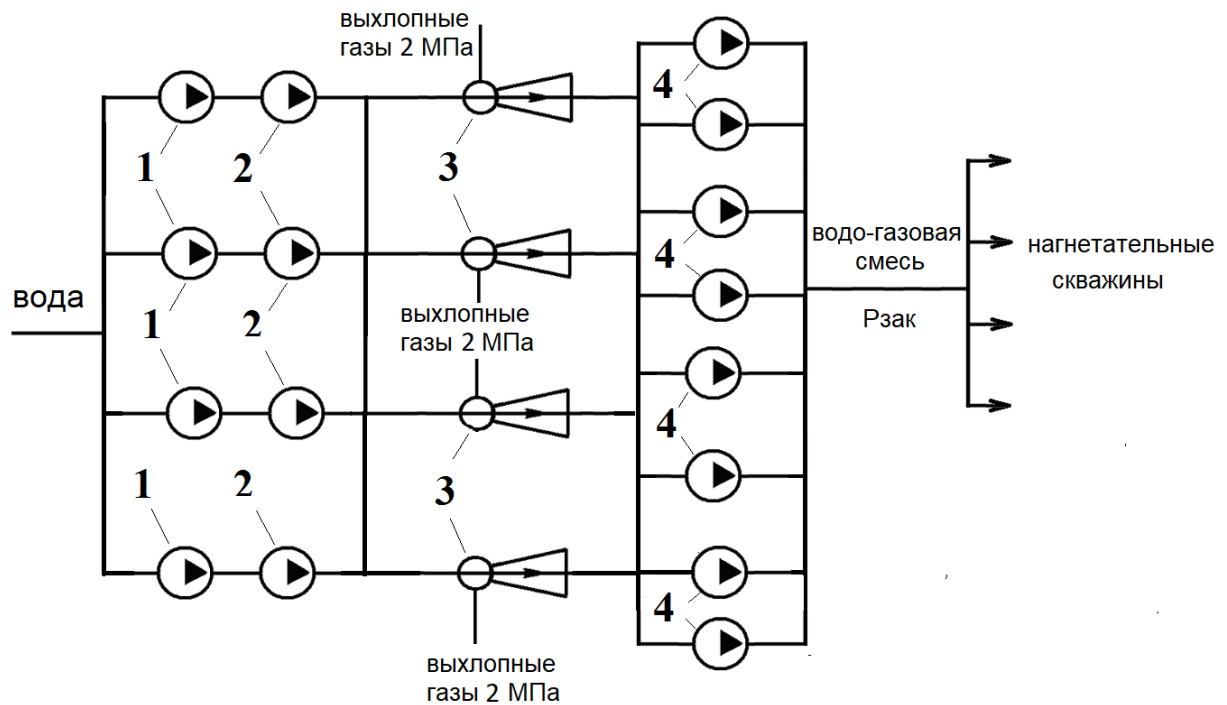 выхлопные
газы 2 МПа
4
1
2
3
4
водо-газовая
смесь
нагнетательные
скважины
вода
Рзак
1
2
выхлопные
газы 2 МПа
4
1
2
3
4
выхлопные
газы 2 МПа